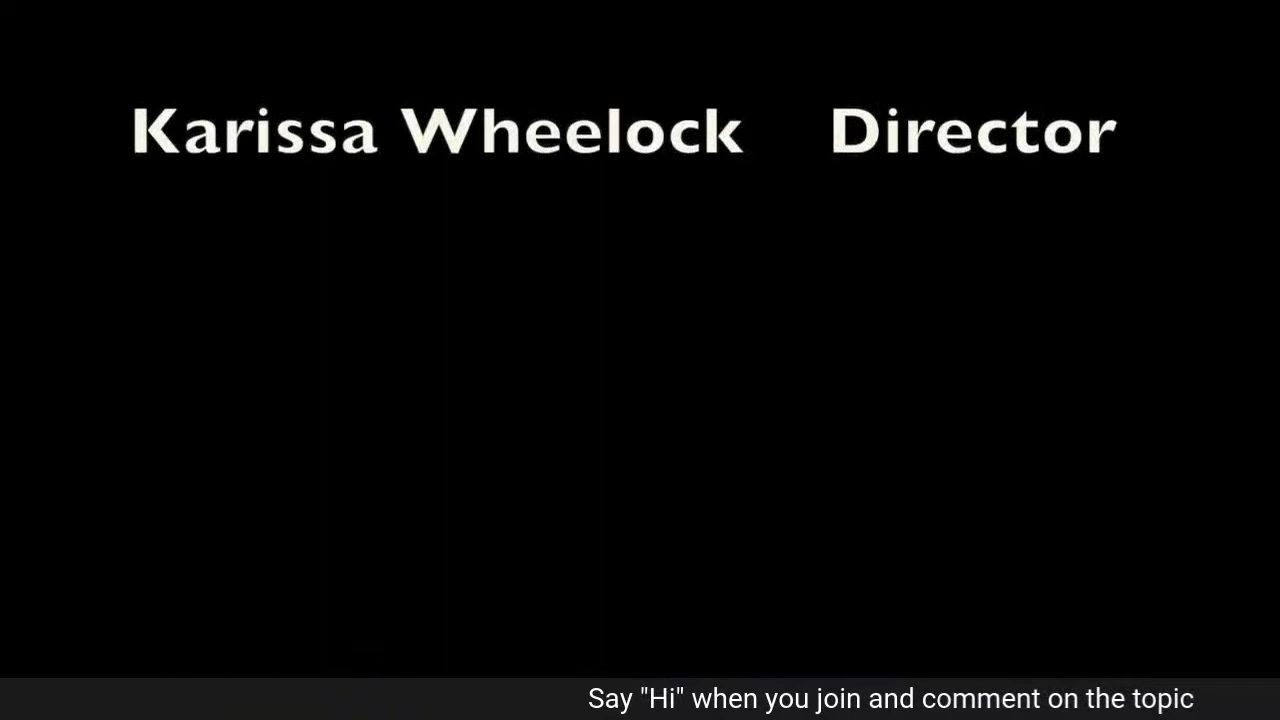 Karissa Wheelock Director
Say "Hi" when you join and comment on the topic